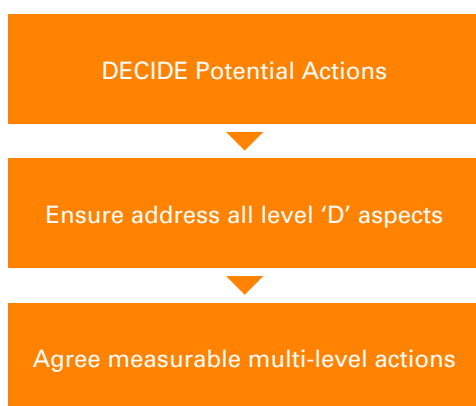 DECIDE Potential Actions
Ensure address all level ‘D’ aspects
Agree measurable multi-level actions